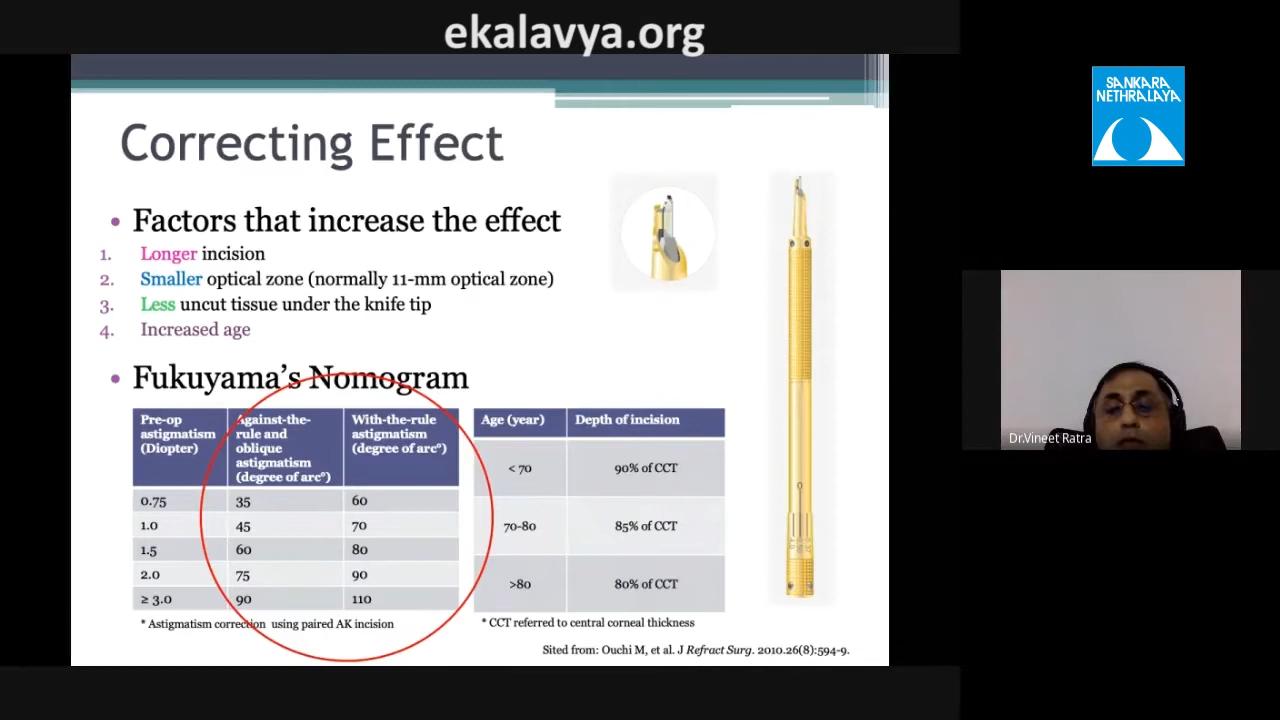 ekalavya.org
SANKARA
NETHRALAYA
Correcting Effect
• Factors that increase the effect
1. Longer incision
2. Smaller optical zone (normally 11-mm optical zone)
3. Less uncut tissue under the knife tip
4. Increased age
• Fukuyama's Nomogram
Pre-op astigmatism (Diopter) Against-the-rule and oblique astigmatism (degree of arc°) With-the-rule astigmatism (degree of arc°)
0.75 35 60
1.0 45 70
1.5 60 80
2.0 75 90
≥ 3.0 90 110
* Astigmatism correction using paired AK incision
Age (year) Depth of incision
< 70 90% of CCT
70-80 85% of CCT
>80 80% of CCT
* CCT referred to central corneal thickness
Sited from: Ouchi M, et al. J Refract Surg. 2010.26(8):594-9.
Dr.Vineet Ratra